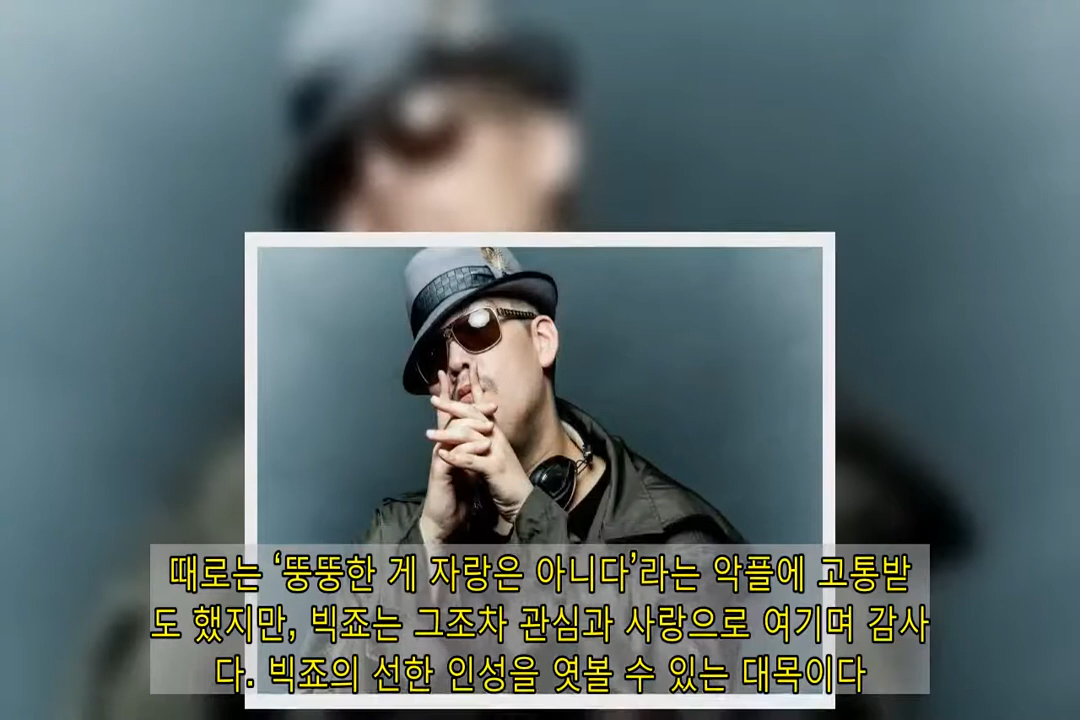 때로는 ‘뚱뚱한 게 자랑은 아니다’라는 악플에 고통받
도 했지만, 빅죠는 그조차 관심과 사랑으로 여기며 감사
다. 빅죠의 선한 인성을 엿볼 수 있는 대목이다